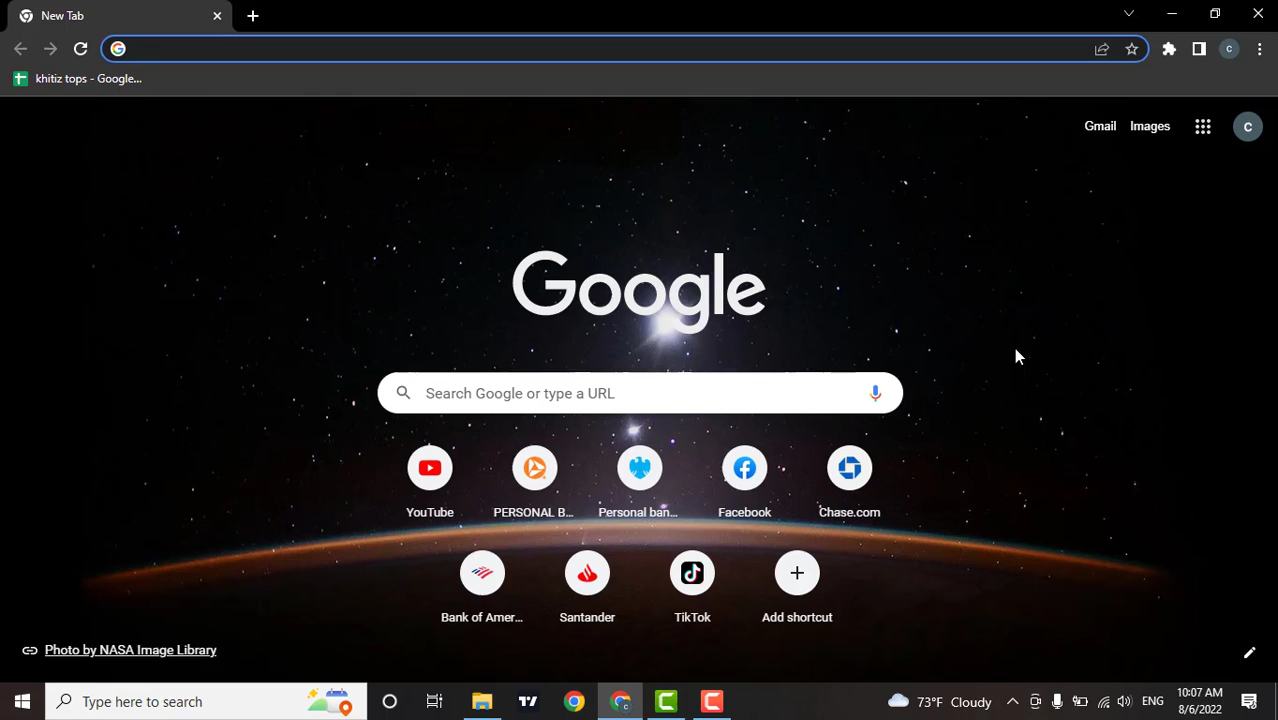 New Tab
khitiz tops - Google...
Gmail Images
C
C
Google
Search Google or type a URL
YouTube PERSONAL B... Personal ban... Facebook Chase.com
Bank of Amer... Santander TikTok Add shortcut
Photo by NASA Image Library
Type here to search
73°F Cloudy
ENG
10:07 AM
8/6/2022